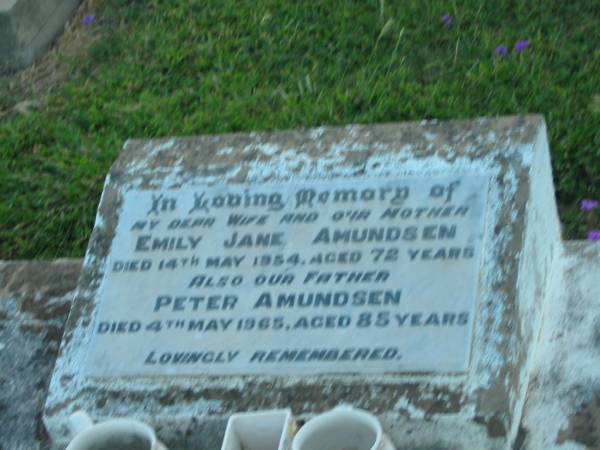 In Loving Memory of
MY DEAR WIFE AND OUR MOTHER
EMILY JANE AMUNDSEN
DIED 14TH MAY 1954, AGED 72 YEARS
ALSO OUR FATHER
PETER AMUNDSEN
DIED 4TH MAY 1965, AGED 85 YEARS
LOVINGLY REMEMBERED.